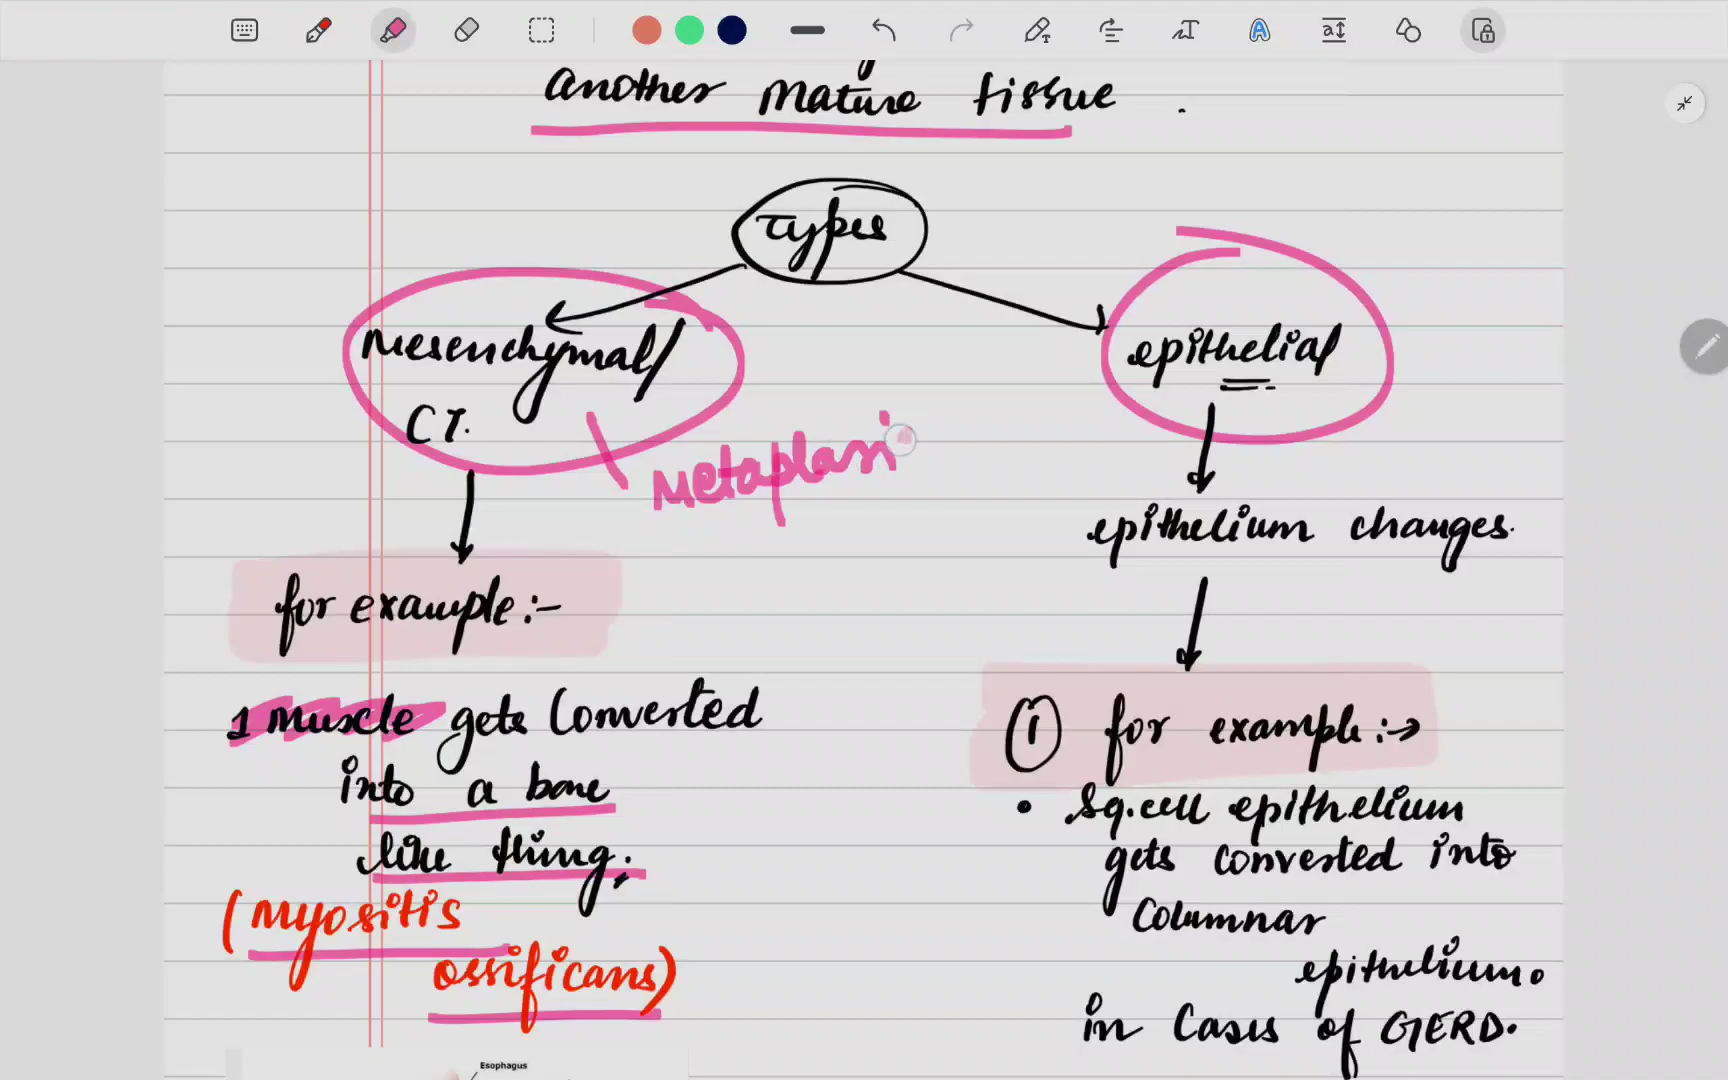 another mature tissue.
Types
Mesenchymal/
CT.
epithelial
Metaplasi
epithelium changes.
for example:-
1 Muscle gets Converted
into a bone
like thing.
(Myositis
ossificans)
① for example:→
• Sq.cell epithelium
gets converted into
Columnar
epithelium.
in Cases of GERD.
Esophagus